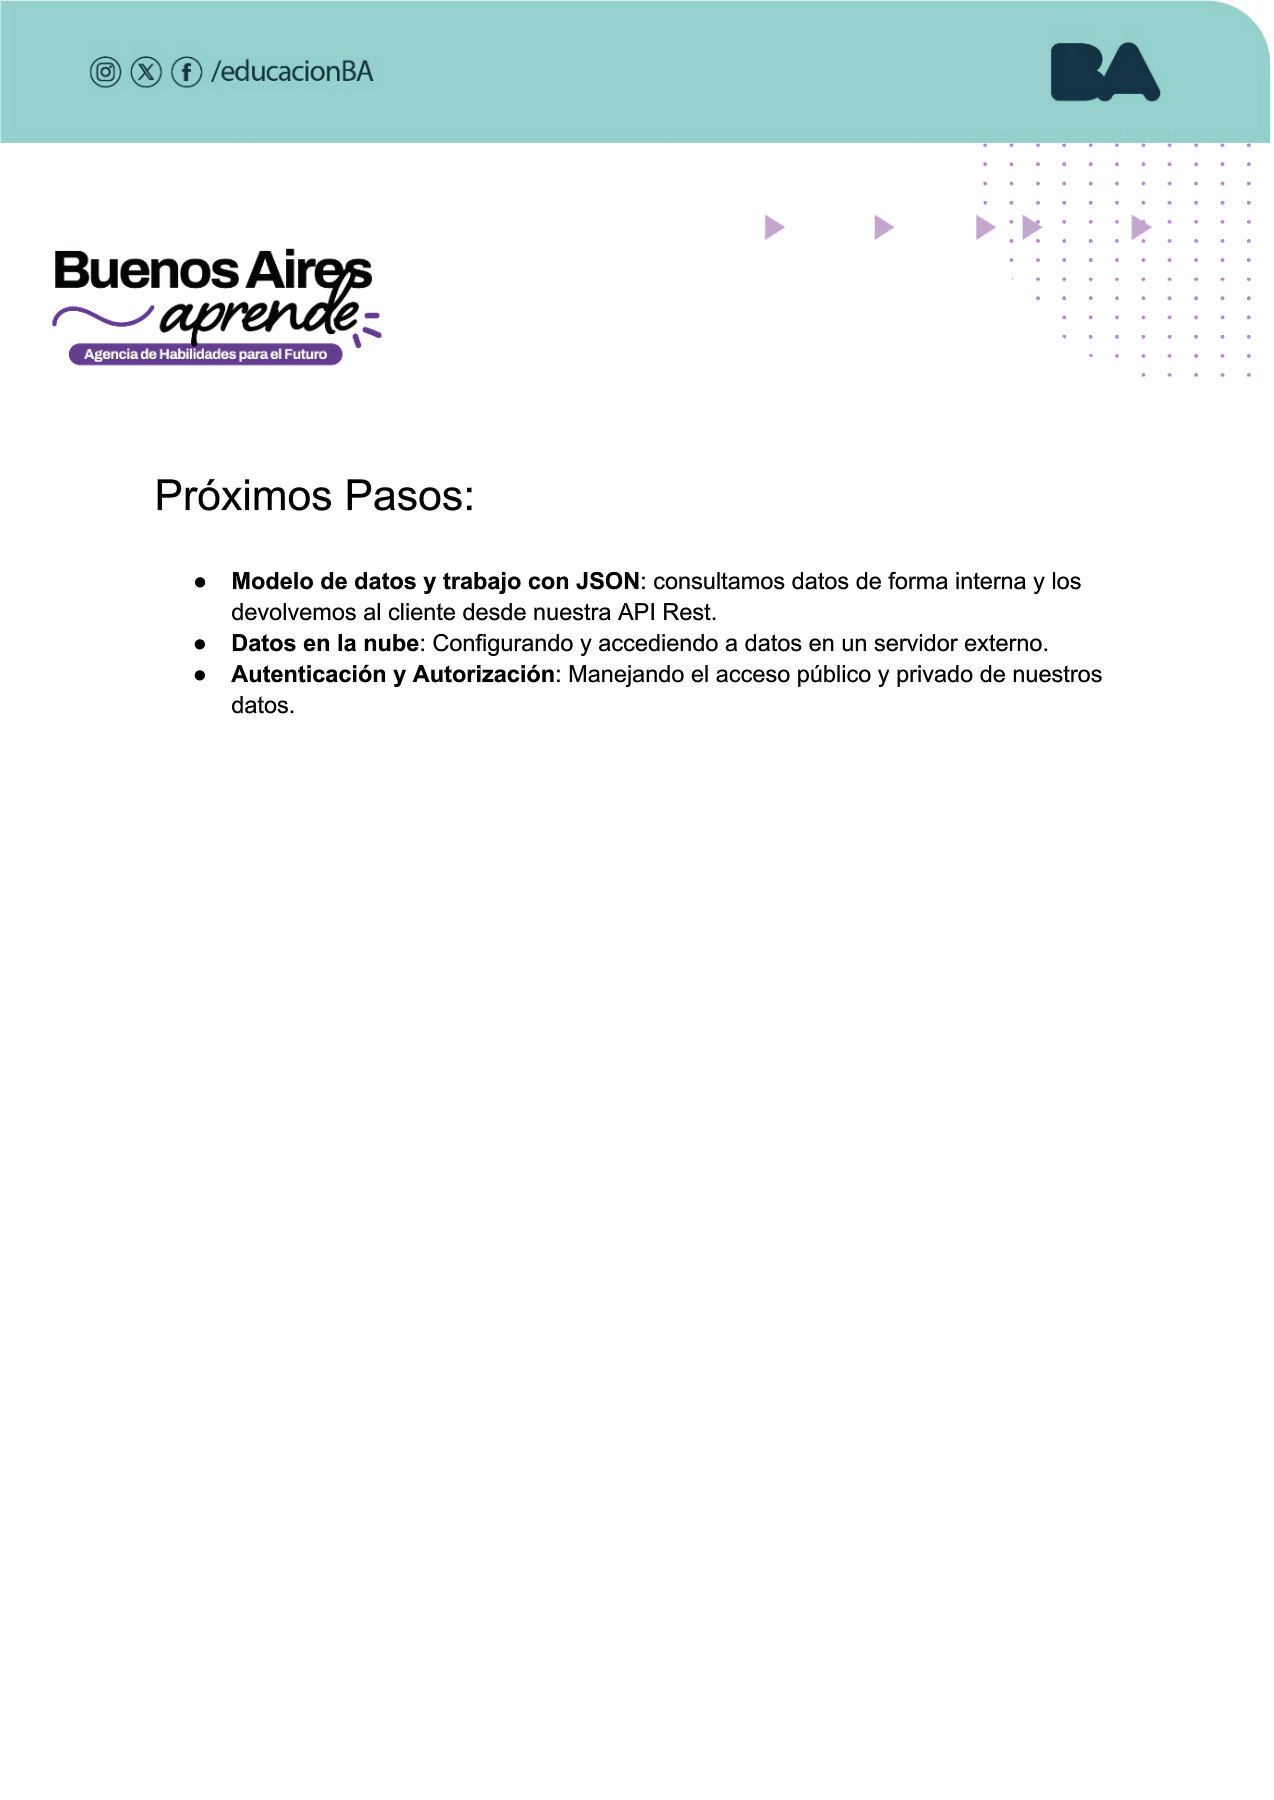 /educacionBA
BA
Buenos Aires
aprende
Agencia de Habilidades para el Futuro
Próximos Pasos:
● Modelo de datos y trabajo con JSON: consultamos datos de forma interna y los
devolvemos al cliente desde nuestra API Rest.
● Datos en la nube: Configurando y accediendo a datos en un servidor externo.
● Autenticación y Autorización: Manejando el acceso público y privado de nuestros
datos.